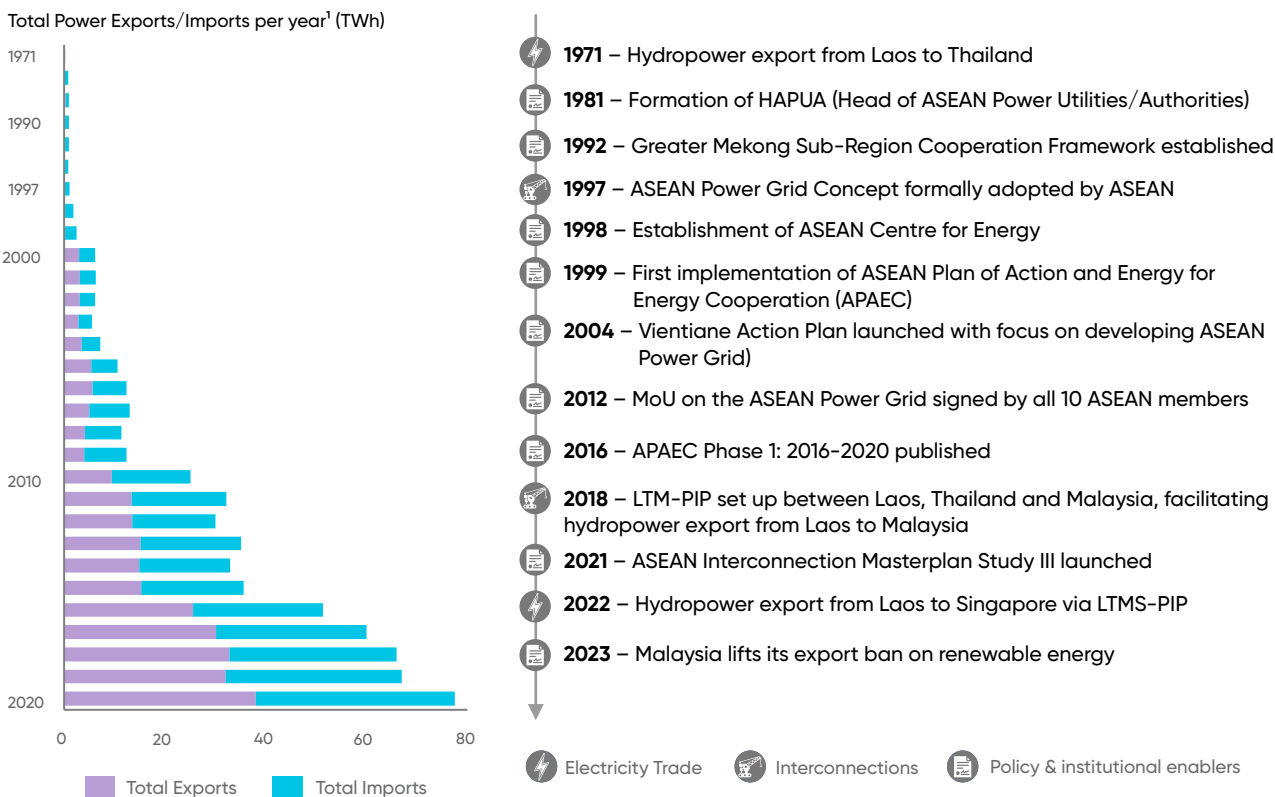 Total Power Exports/Imports per year¹ (TWh)
1971
1990
1997
2000
2010
2020
0 20 40 60 80
Total Exports Total Imports
1971 – Hydropower export from Laos to Thailand
1981 – Formation of HAPUA (Head of ASEAN Power Utilities/Authorities)
1992 – Greater Mekong Sub-Region Cooperation Framework established
1997 – ASEAN Power Grid Concept formally adopted by ASEAN
1998 – Establishment of ASEAN Centre for Energy
1999 – First implementation of ASEAN Plan of Action and Energy for
Energy Cooperation (APAEC)
2004 – Vientiane Action Plan launched with focus on developing ASEAN
Power Grid)
2012 – MoU on the ASEAN Power Grid signed by all 10 ASEAN members
2016 – APAEC Phase 1: 2016-2020 published
2018 – LTM-PIP set up between Laos, Thailand and Malaysia, facilitating
hydropower export from Laos to Malaysia
2021 – ASEAN Interconnection Masterplan Study III launched
2022 – Hydropower export from Laos to Singapore via LTMS-PIP
2023 – Malaysia lifts its export ban on renewable energy
Electricity Trade Interconnections Policy & institutional enablers